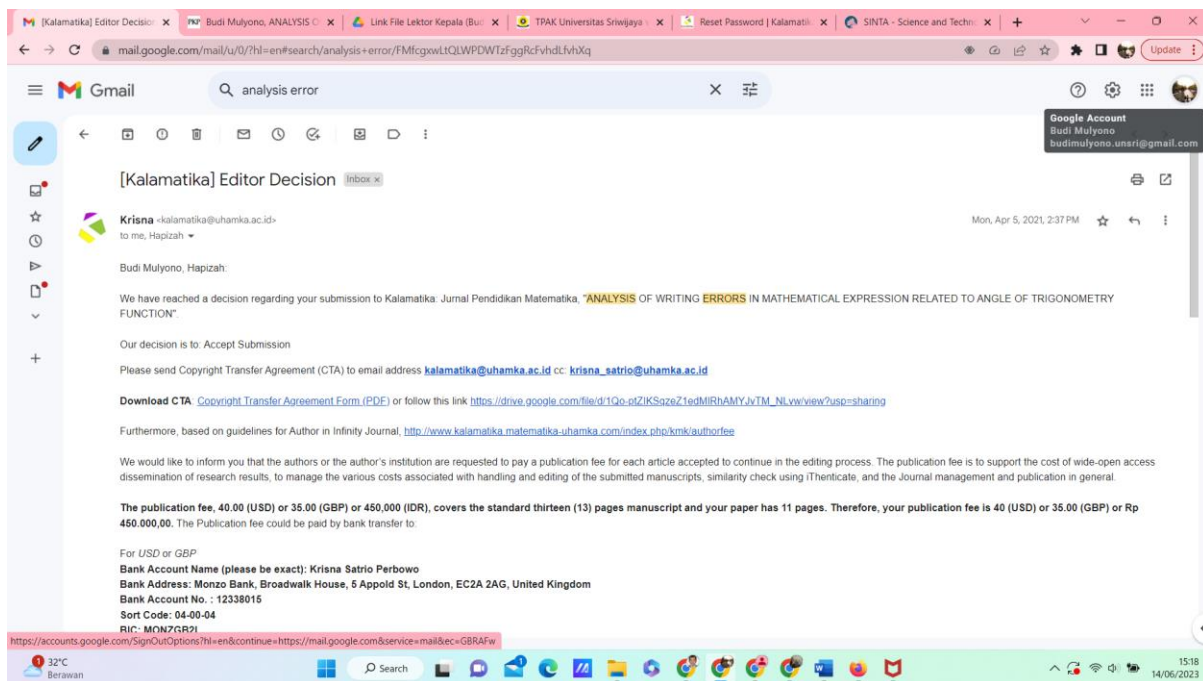 [Kalamatika] Editor Decision
Budi Mulyono, ANALYSIS O
Link File Lektor Kepala (Bud
TPAK Universitas Sriwijaya
Reset Password | Kalamatik
SINTA - Science and Techn
mail.google.com/mail/u/0/?hl=en#search/analysis+error/FMfcgxwLtQLWPDWTzFggRcFvhdLfvhXq
Update
Gmail
analysis error
Google Account
Budi Mulyono
budimulyono.unsri@gmail.com
[Kalamatika] Editor Decision Inbox x
Krisna <kalamatika@uhamka.ac.id>
Mon, Apr 5, 2021, 2:37 PM
to me, Hapizah
Budi Mulyono, Hapizah:
We have reached a decision regarding your submission to Kalamatika: Jurnal Pendidikan Matematika, "ANALYSIS OF WRITING ERRORS IN MATHEMATICAL EXPRESSION RELATED TO ANGLE OF TRIGONOMETRY
FUNCTION".
Our decision is to: Accept Submission
Please send Copyright Transfer Agreement (CTA) to email address kalamatika@uhamka.ac.id cc: krisna_satrio@uhamka.ac.id
Download CTA: Copyright Transfer Agreement Form (PDF) or follow this link https://drive.google.com/file/d/1Qo-ptZIKSqzeZ1edMIRhAMYJvTM_NLvw/view?usp=sharing
Furthermore, based on guidelines for Author in Infinity Journal, http://www.kalamatika.matematika-uhamka.com/index.php/kmk/authorfee
We would like to inform you that the authors or the author's institution are requested to pay a publication fee for each article accepted to continue in the editing process. The publication fee is to support the cost of wide-open access
dissemination of research results, to manage the various costs associated with handling and editing of the submitted manuscripts, similarity check using iThenticate, and the Journal management and publication in general.
The publication fee, 40.00 (USD) or 35.00 (GBP) or 450,000 (IDR), covers the standard thirteen (13) pages manuscript and your paper has 11 pages. Therefore, your publication fee is 40 (USD) or 35.00 (GBP) or Rp
450.000,00. The Publication fee could be paid by bank transfer to:
For USD or GBP
Bank Account Name (please be exact): Krisna Satrio Perbowo
Bank Address: Monzo Bank, Broadwalk House, 5 Appold St, London, EC2A 2AG, United Kingdom
Bank Account No. : 12338015
Sort Code: 04-00-04
BIC: MONZGB2L
https://accounts.google.com/SignOutOptions?hl=en&continue=https://mail.google.com&service=mail&ec=GBRAFw
32°C
Berawan
Search
15:18
14/06/2023